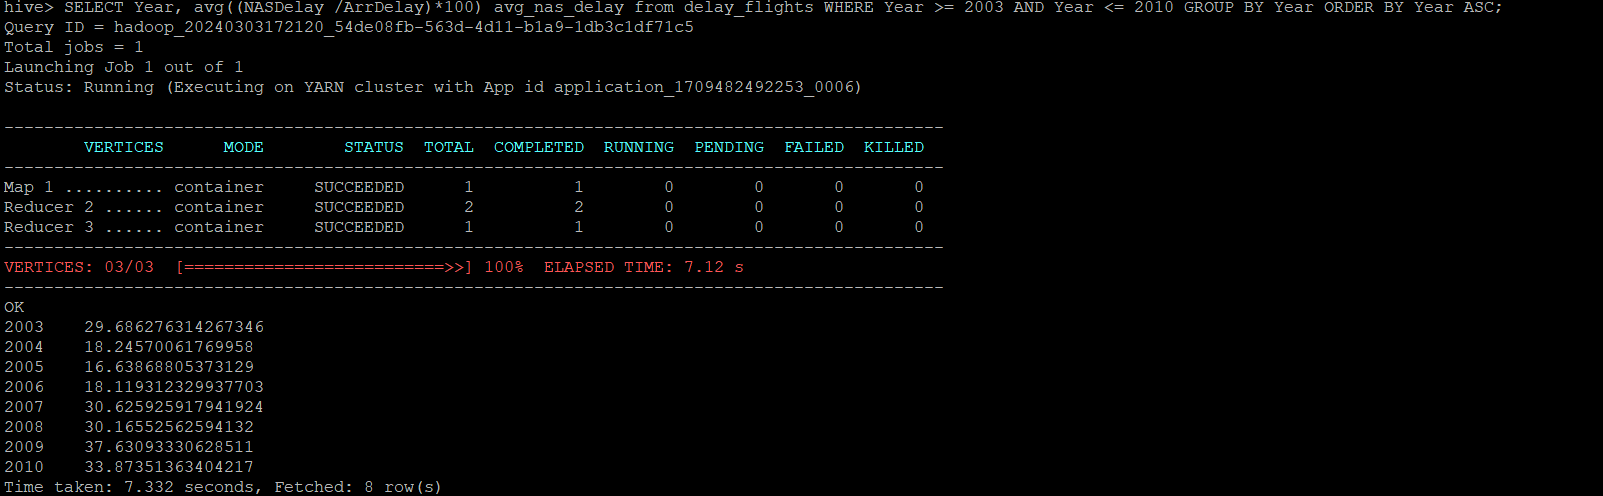 hive> SELECT Year, avg((NASDelay /ArrDelay)*100) avg_nas_delay from delay_flights WHERE Year >= 2003 AND Year <= 2010 GROUP BY Year ORDER BY Year ASC;
Query ID = hadoop_20240303172120_54de08fb-563d-4d11-b1a9-1db3c1df71c5
Total jobs = 1
Launching Job 1 out of 1
Status: Running (Executing on YARN cluster with App id application_1709482492253_0006)
----------------------------------------------------------------------------------------------
        VERTICES      MODE        STATUS  TOTAL  COMPLETED  RUNNING  PENDING  FAILED  KILLED
----------------------------------------------------------------------------------------------
Map 1 .......... container     SUCCEEDED      1          1        0        0       0       0
Reducer 2 ...... container     SUCCEEDED      2          2        0        0       0       0
Reducer 3 ...... container     SUCCEEDED      1          1        0        0       0       0
----------------------------------------------------------------------------------------------
VERTICES: 03/03  [==========================>>] 100%  ELAPSED TIME: 7.12 s
----------------------------------------------------------------------------------------------
OK
2003    29.686276314267346
2004    18.24570061769958
2005    16.63868805373129
2006    18.119312329937703
2007    30.625925917941924
2008    30.16552562594132
2009    37.63093330628511
2010    33.87351363404217
Time taken: 7.332 seconds, Fetched: 8 row(s)